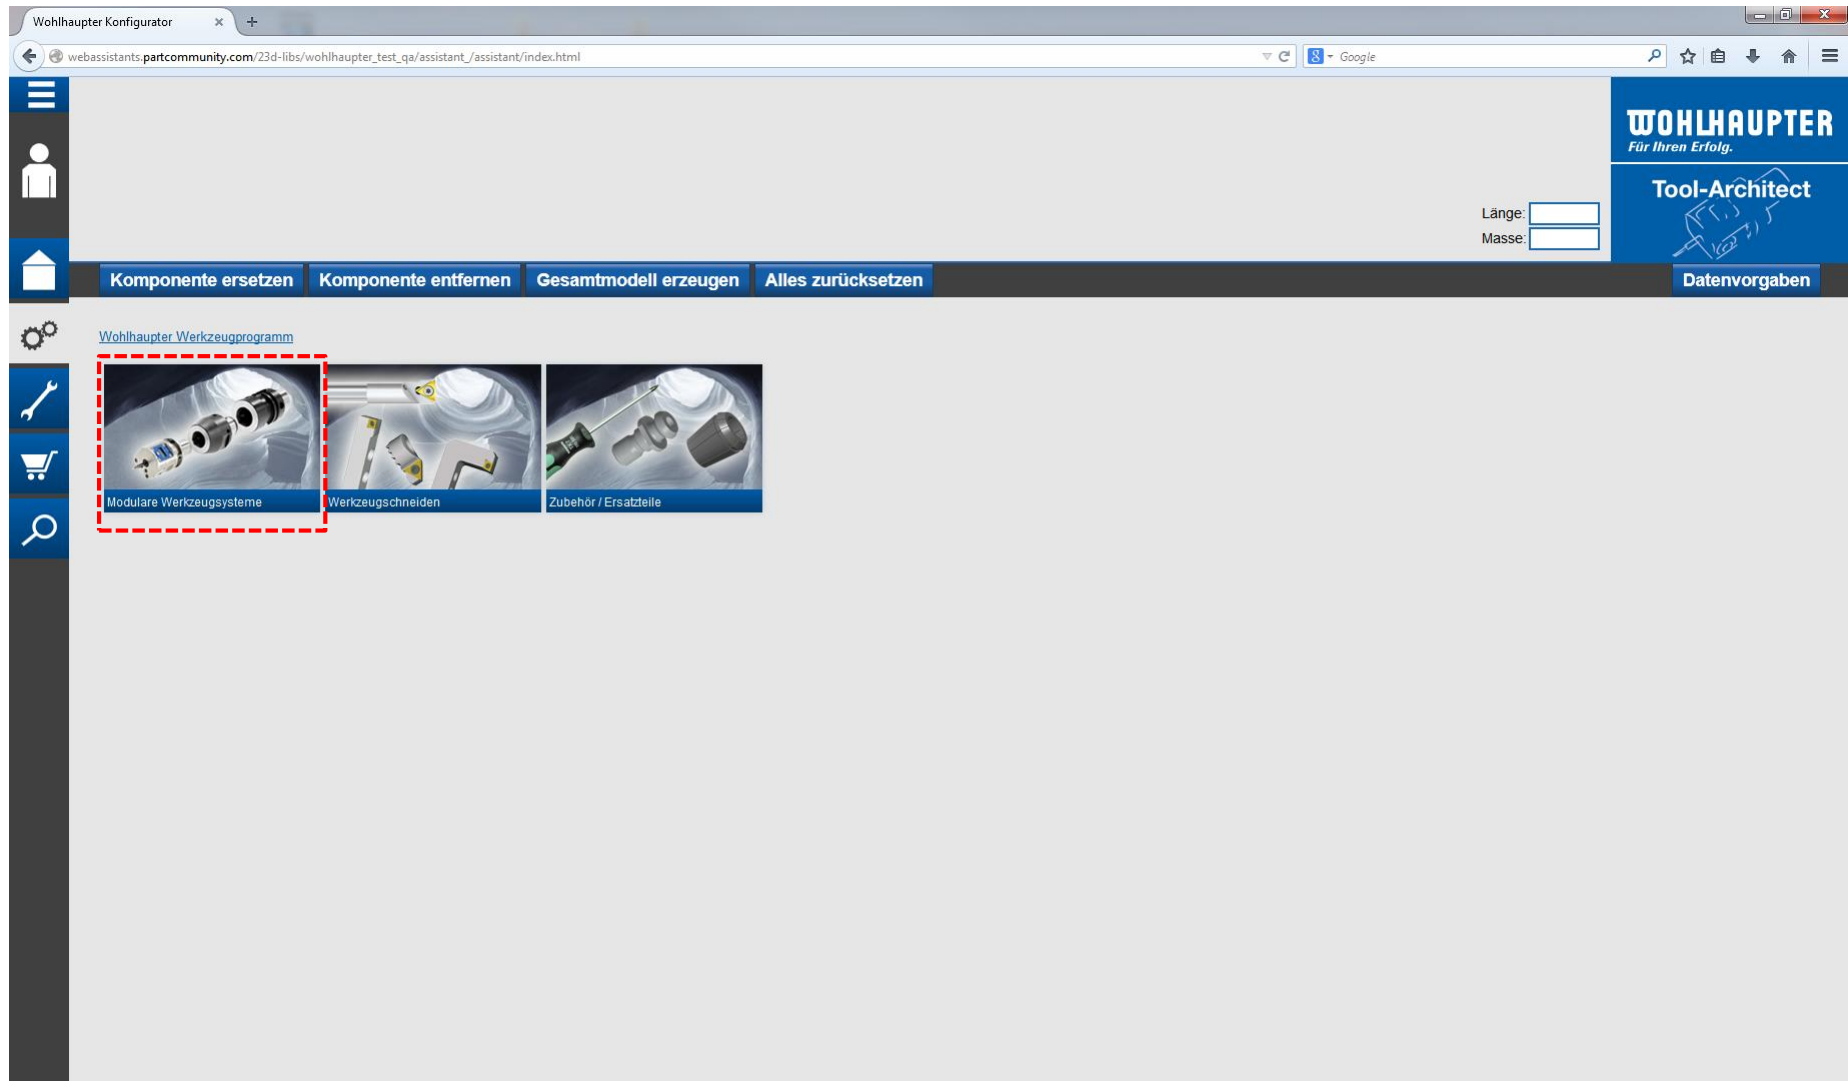 Wohlhaupter Konfigurator
webassistants.partcommunity.com/23d-libs/wohlhaupter_test_qa/assistant_/assistant/index.html
Google
WOHLHAUPTER
Für Ihren Erfolg.
Tool-Architect
Länge:
Masse:
Komponente ersetzen Komponente entfernen Gesamtmodell erzeugen Alles zurücksetzen Datenvorgaben
Wohlhaupter Werkzeugprogramm
Modulare Werkzeugsysteme Werkzeugschneiden Zubehör / Ersatzteile